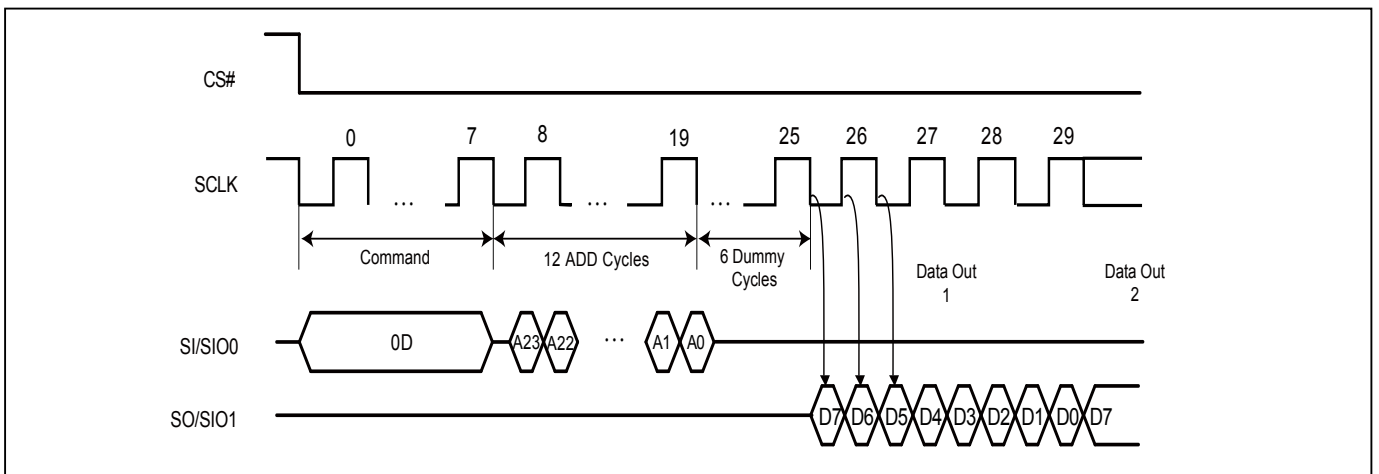 CS#
0 7 8 19 25 26 27 28 29
SCLK
... ... ...
Command 12 ADD Cycles 6 Dummy
Cycles
Data Out
1
Data Out
2
SI/SIO0 0D A23 A22 ... A1 A0
SO/SIO1 D7 D6 D5 D4 D3 D2 D1 D0 D7